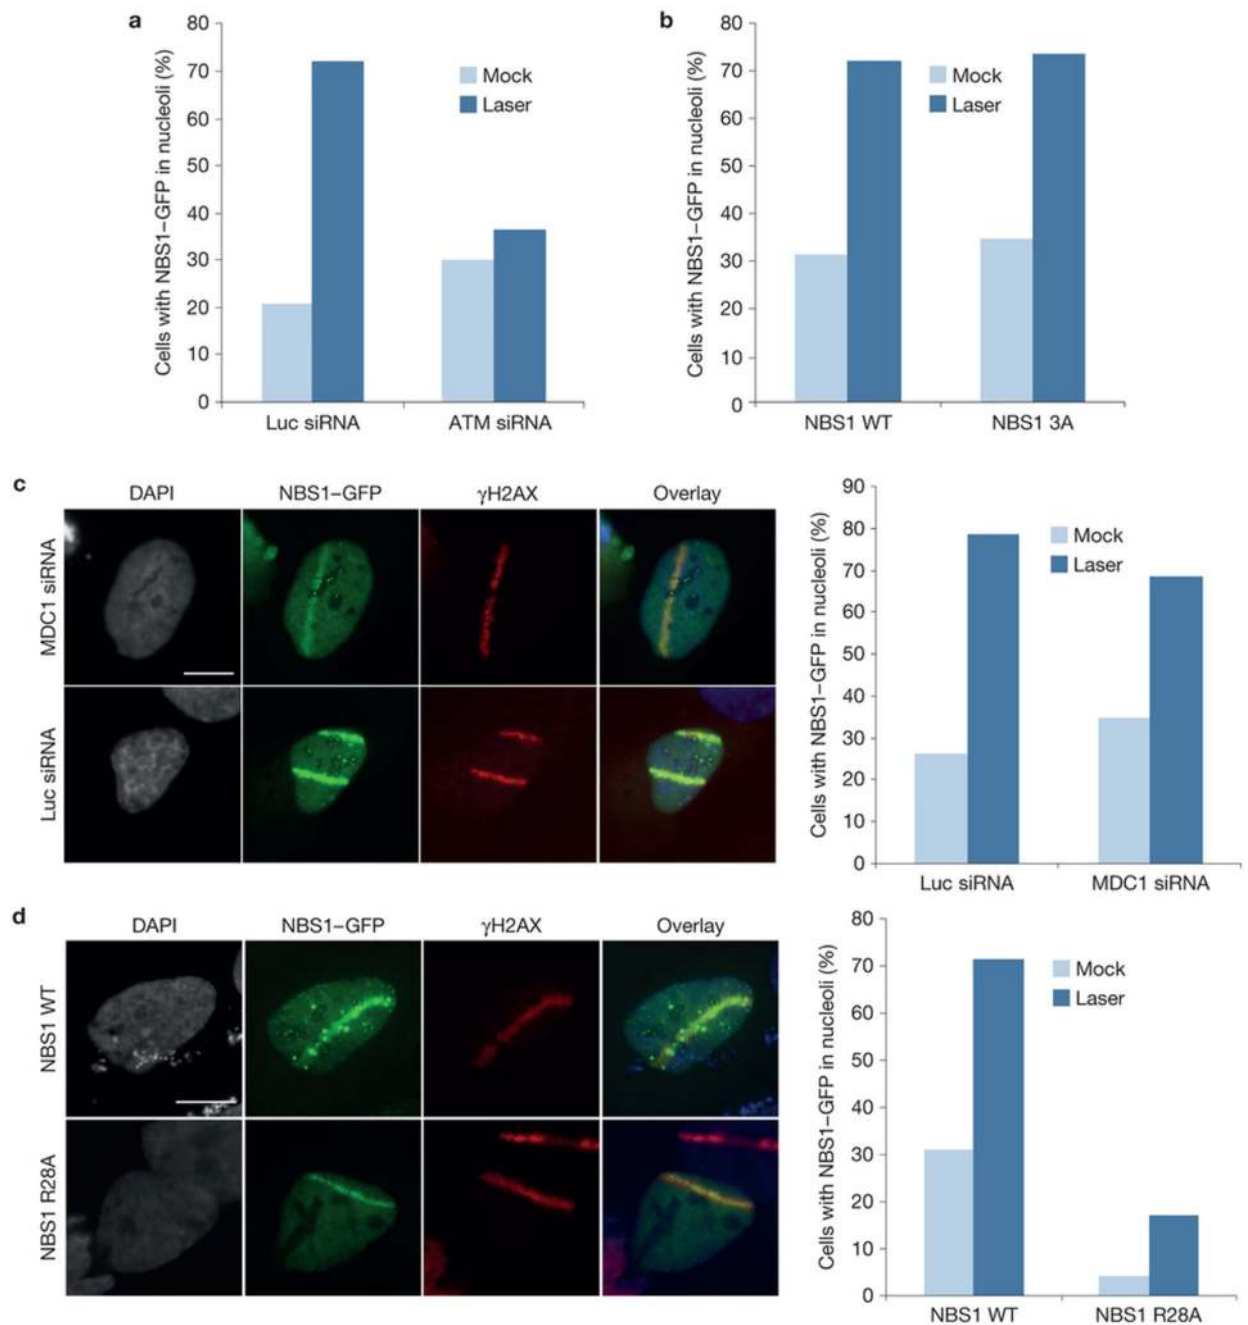 a
80
70
60
50
40
30
20
10
0
Cells with NBS1–GFP in nucleoli (%)
Mock
Laser
Luc siRNA ATM siRNA
b
80
70
60
50
40
30
20
10
0
Cells with NBS1–GFP in nucleoli (%)
Mock
Laser
NBS1 WT NBS1 3A
c
DAPI NBS1–GFP γH2AX Overlay
MDC1 siRNA
Luc siRNA
90
80
70
60
50
40
30
20
10
0
Cells with NBS1–GFP in nucleoli (%)
Mock
Laser
Luc siRNA MDC1 siRNA
d
DAPI NBS1–GFP γH2AX Overlay
NBS1 WT
NBS1 R28A
80
70
60
50
40
30
20
10
0
Cells with NBS1–GFP in nucleoli (%)
Mock
Laser
NBS1 WT NBS1 R28A